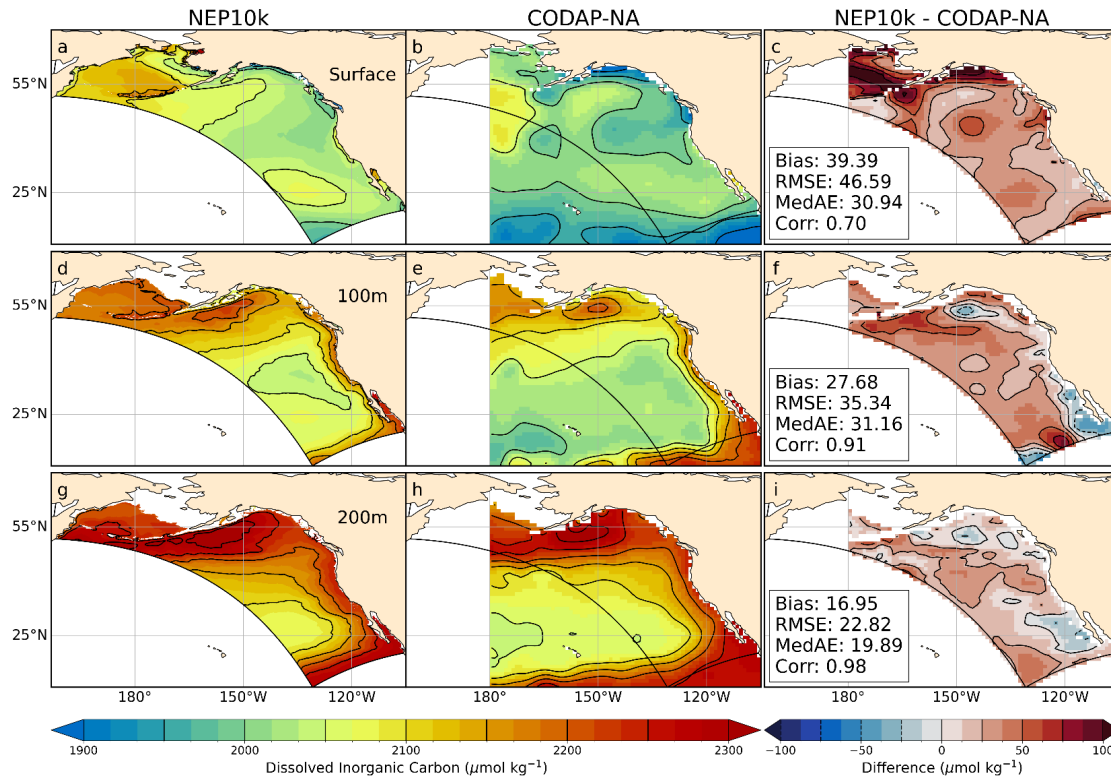 NEP10k CODAP-NA NEP10k - CODAP-NA
a Surface b c
55°N
25°N
Bias: 39.39
RMSE: 46.59
MedAE: 30.94
Corr: 0.70
d 100m e f
55°N
25°N
Bias: 27.68
RMSE: 35.34
MedAE: 31.16
Corr: 0.91
g 200m h i
55°N
25°N
Bias: 16.95
RMSE: 22.82
MedAE: 19.89
Corr: 0.98
180° 150°W 120°W 180° 150°W 120°W 180° 150°W 120°W
1900 2000 2100 2200 2300 −100 −50 0 50 100
Dissolved Inorganic Carbon (μmol kg⁻¹) Difference (μmol kg⁻¹)